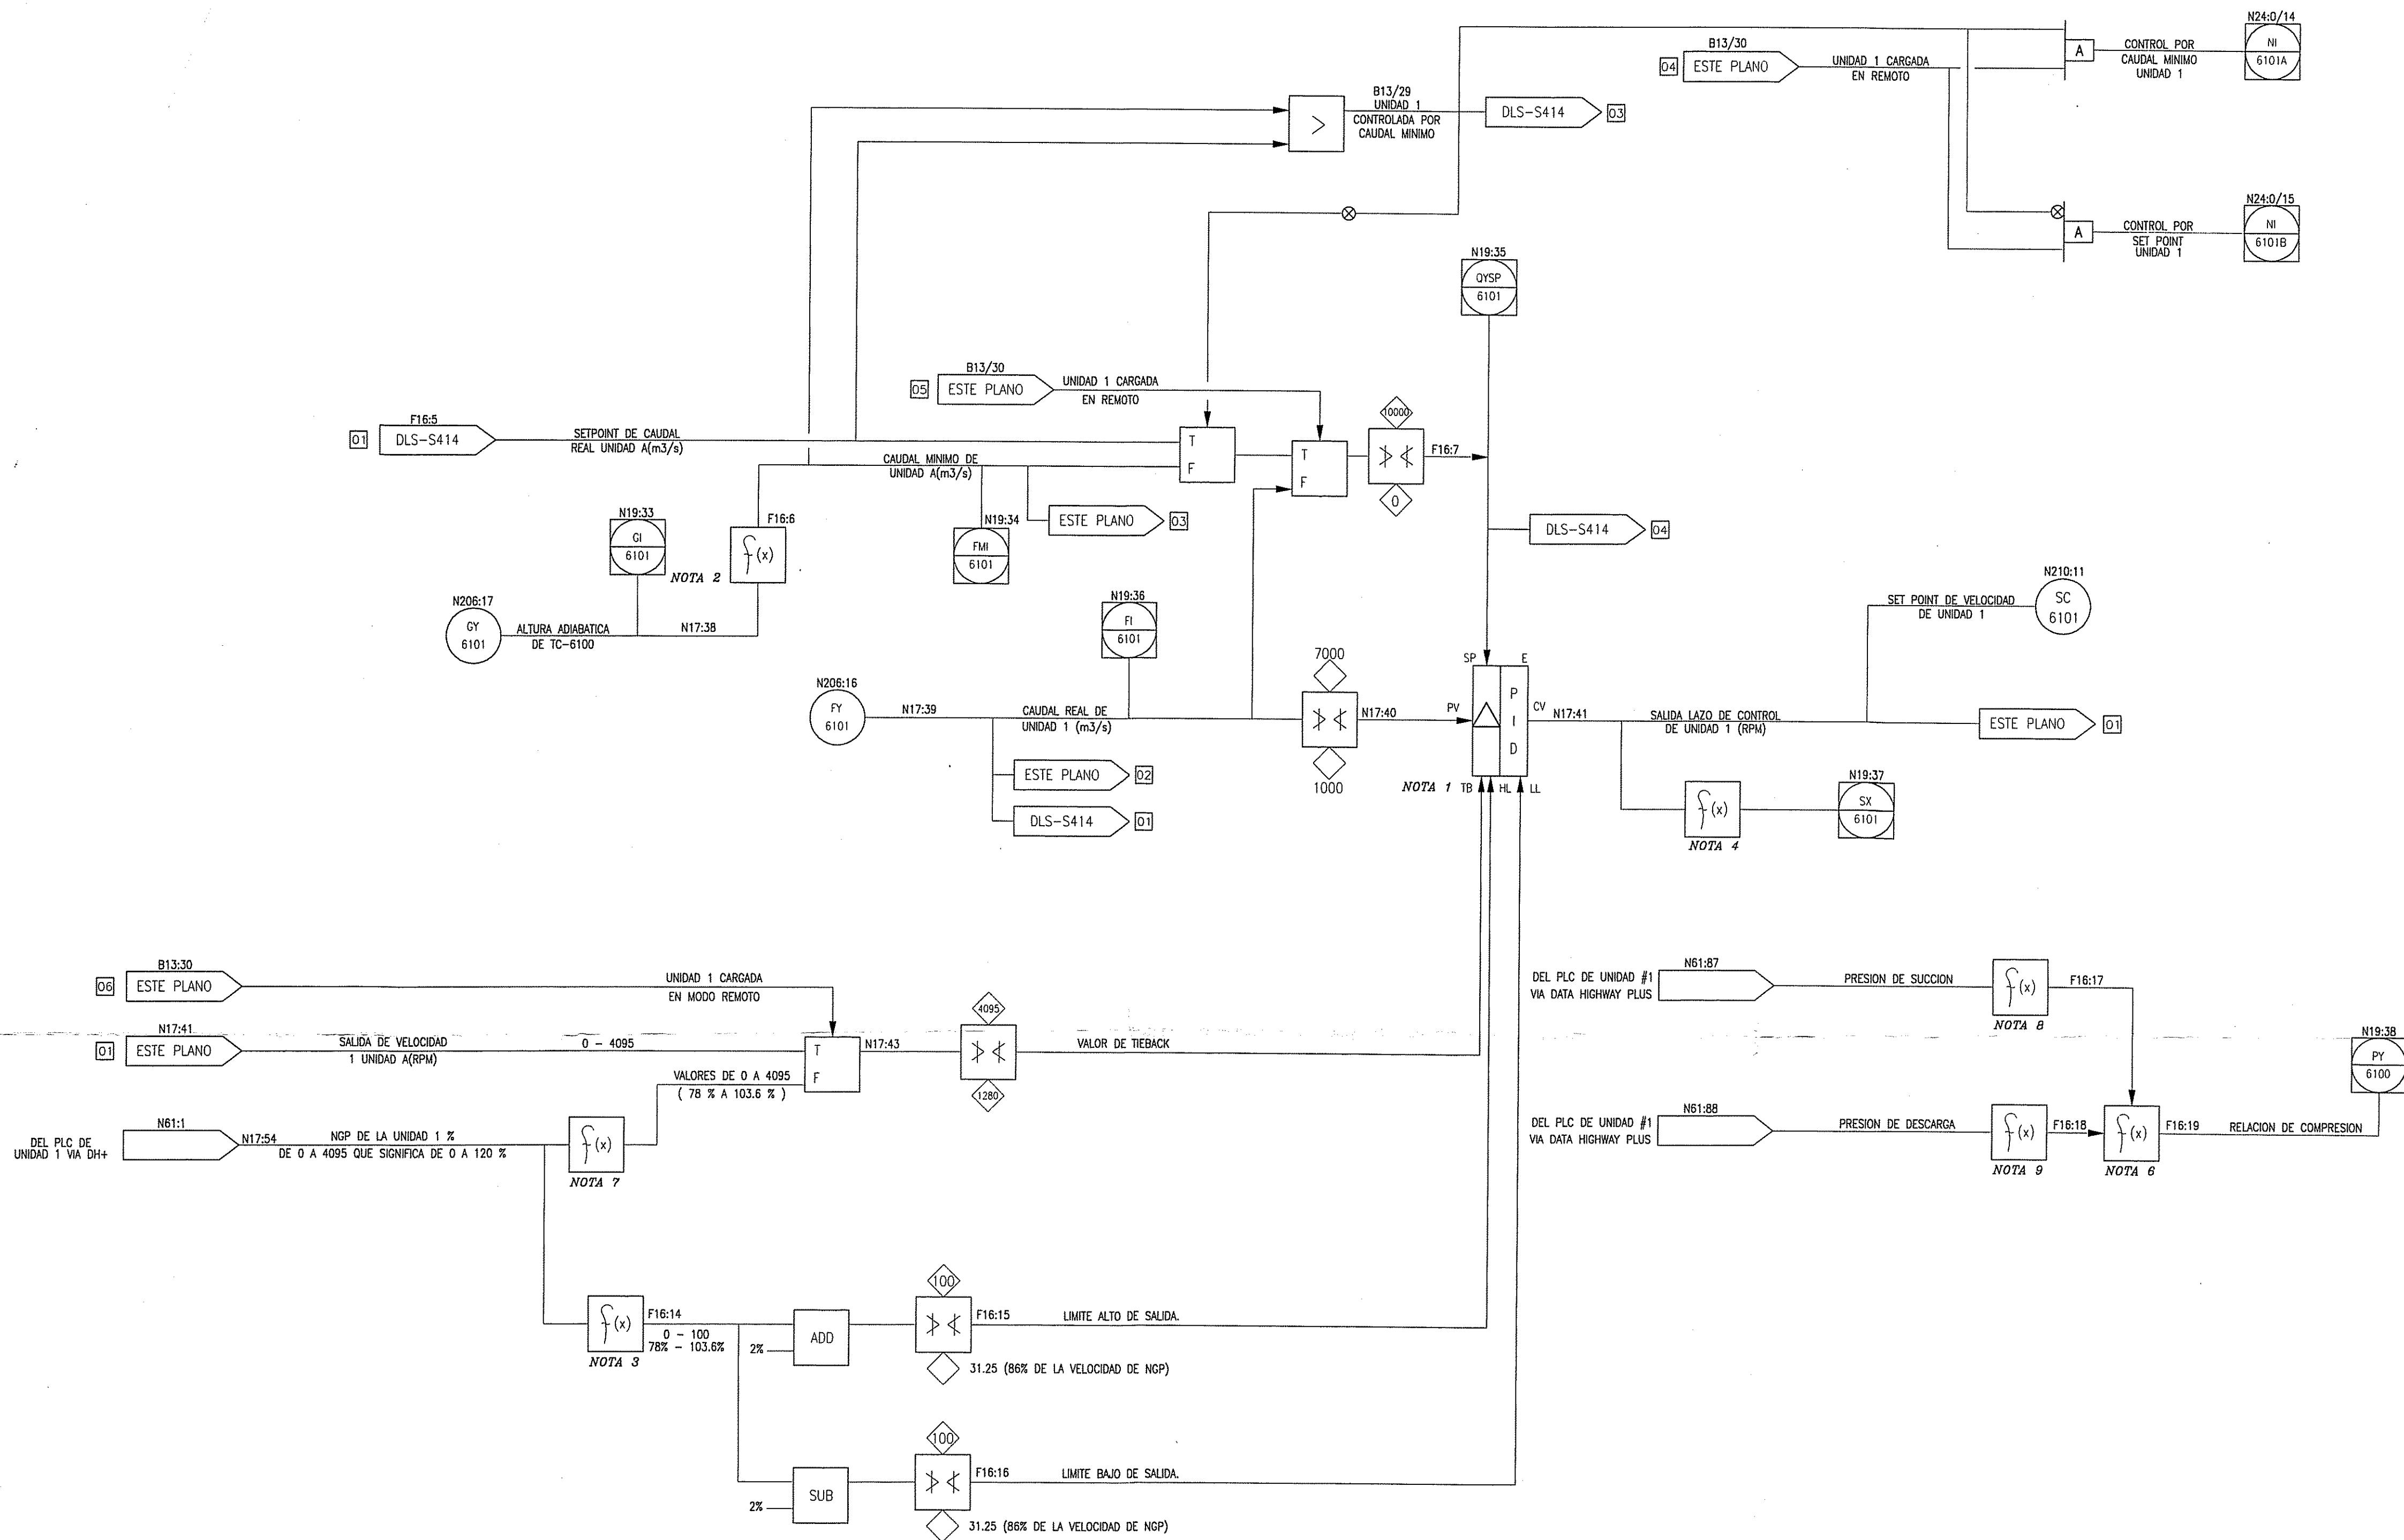 N24:0/14
NI
6101A
B13/30
04
ESTE PLANO
UNIDAD 1 CARGADA
EN REMOTO
A
CONTROL POR
CAUDAL MINIMO
UNIDAD 1
B13/29
UNIDAD 1
CONTROLADA POR
CAUDAL MINIMO
>
DLS-S414
03
N24:0/15
NI
6101B
A
CONTROL POR
SET POINT
UNIDAD 1
N19:35
QYSP
6101
B13/30
05
ESTE PLANO
UNIDAD 1 CARGADA
EN REMOTO
F16:5
01
DLS-S414
SETPOINT DE CAUDAL
REAL UNIDAD A(m3/s)
T
F
T
F
10000
0
F16:7
CAUDAL MINIMO DE
UNIDAD A(m3/s)
N19:33
GI
6101
NOTA 2
F16:6
f(x)
N19:34
FMI
6101
ESTE PLANO
03
DLS-S414
04
N206:17
GY
6101
ALTURA ADIABATICA
DE TC-6100
N17:38
N19:36
FI
6101
N210:11
SC
6101
SET POINT DE VELOCIDAD
DE UNIDAD 1
N206:16
FY
6101
N17:39
CAUDAL REAL DE
UNIDAD 1 (m3/s)
7000
1000
N17:40
PV
SP
E
P
I
D
CV
N17:41
SALIDA LAZO DE CONTROL
DE UNIDAD 1 (RPM)
ESTE PLANO
01
ESTE PLANO
02
DLS-S414
01
NOTA 1
TB
HL
LL
f(x)
NOTA 4
N19:37
SX
6101
B13:30
06
ESTE PLANO
UNIDAD 1 CARGADA
EN MODO REMOTO
N17:41
01
ESTE PLANO
SALIDA DE VELOCIDAD
1 UNIDAD A(RPM)
0 - 4095
T
F
N17:43
4095
1280
VALOR DE TIEBACK
VALORES DE 0 A 4095
( 78 % A 103.6 % )
N61:1
DEL PLC DE
UNIDAD 1 VIA DH+
N17:54
NGP DE LA UNIDAD 1 %
DE 0 A 4095 QUE SIGNIFICA DE 0 A 120 %
f(x)
NOTA 7
DEL PLC DE UNIDAD #1
VIA DATA HIGHWAY PLUS
N61:87
PRESION DE SUCCION
f(x)
NOTA 8
F16:17
DEL PLC DE UNIDAD #1
VIA DATA HIGHWAY PLUS
N61:88
PRESION DE DESCARGA
f(x)
NOTA 9
F16:18
f(x)
NOTA 6
F16:19
RELACION DE COMPRESION
N19:38
PY
6100
f(x)
NOTA 3
F16:14
0 - 100
78% - 103.6%
2%
ADD
100
F16:15
LIMITE ALTO DE SALIDA.
31.25 (86% DE LA VELOCIDAD DE NGP)
2%
SUB
100
F16:16
LIMITE BAJO DE SALIDA.
31.25 (86% DE LA VELOCIDAD DE NGP)